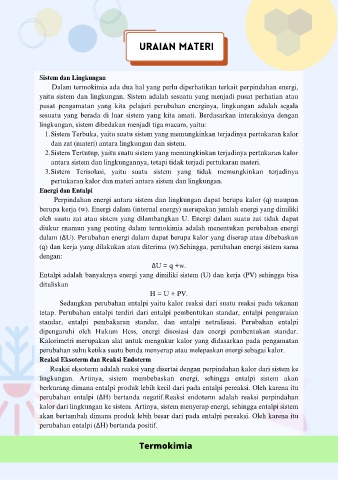 URAIAN MATERI
Sistem dan Lingkungan
Dalam termokimia ada dua hal yang perlu diperhatikan terkait perpindahan energi,
yaitu sistem dan lingkungan. Sistem adalah sesuatu yang menjadi pusat perhatian atau
pusat pengamatan yang kita pelajari perubahan energinya, lingkungan adalah segala
sesuatu yang berada di luar sistem yang kita amati. Berdasarkan interaksinya dengan
lingkungan, sistem dibedakan menjadi tiga macam, yaitu:
1.Sistem Terbuka, yaitu suatu sistem yang memungkinkan terjadinya pertukaran kalor
dan zat (materi) antara lingkungan dan sistem.
2.Sistem Tertutup, yaitu suatu sistem yang memungkinkan terjadinya pertukaran kalor
antara sistem dan lingkungannya, tetapi tidak terjadi pertukaran materi.
3.Sistem Terisolasi, yaitu suatu sistem yang tidak memungkinkan terjadinya
pertukaran kalor dan materi antara sistem dan lingkungan.
Energi dan Entalpi
Perpindahan energi antara sistem dan lingkungan dapat berupa kalor (q) maupun
berupa kerja (w). Energi dalam (internal energy) merupakan jumlah energi yang dimiliki
oleh suatu zat atau sistem yang dilambangkan U. Energi dalam suatu zat tidak dapat
diukur mamun yang penting dalam termokimia adalah menentukan perubahan energi
dalam (ΔU). Perubahan energi dalam dapat berupa kalor yang diserap atau dibebaskan
(q) dan kerja yang dilakukan atau diterima (w).Sehingga, perubahan energi sistem sama
dengan:
ΔU = q +w.
Entalpi adalah banyaknya energi yang dimiliki sistem (U) dan kerja (PV) sehingga bisa
dituliskan
H = U + PV.
Sedangkan perubahan entalpi yaitu kalor reaksi dari suatu reaksi pada tekanan
tetap. Perubahan entalpi terdiri dari entalpi pembentukan standar, entalpi penguraian
standar, entalpi pembakaran standar, dan entalpi netralisasi. Perubahan entalpi
dipengaruhi oleh Hukum Hess, energi disosiasi dan energi pembentukan standar.
Kalorimetri merupakan alat untuk mengukur kalor yang didasarkan pada pengamatan
perubahan suhu ketika suatu benda menyerap atau melepaskan energi sebagai kalor.
Reaksi Eksoterm dan Reaksi Endoterm
Reaksi eksoterm adalah reaksi yang disertai dengan perpindahan kalor dari sistem ke
lingkungan. Artinya, sistem membebaskan energi, sehingga entalpi sistem akan
berkurang dimana entalpi produk lebih kecil dari pada entalpi pereaksi. Oleh karena itu
perubahan entalpi (ΔH) bertanda negatif.Reaksi endoterm adalah reaksi perpindahan
kalor dari lingkungan ke sistem. Artinya, sistem menyerap energi, sehingga entalpi sistem
akan bertambah dimana produk lebih besar dari pada entalpi pereaksi. Oleh karena itu
perubahan entalpi (ΔH) bertanda positif.
Termokimia